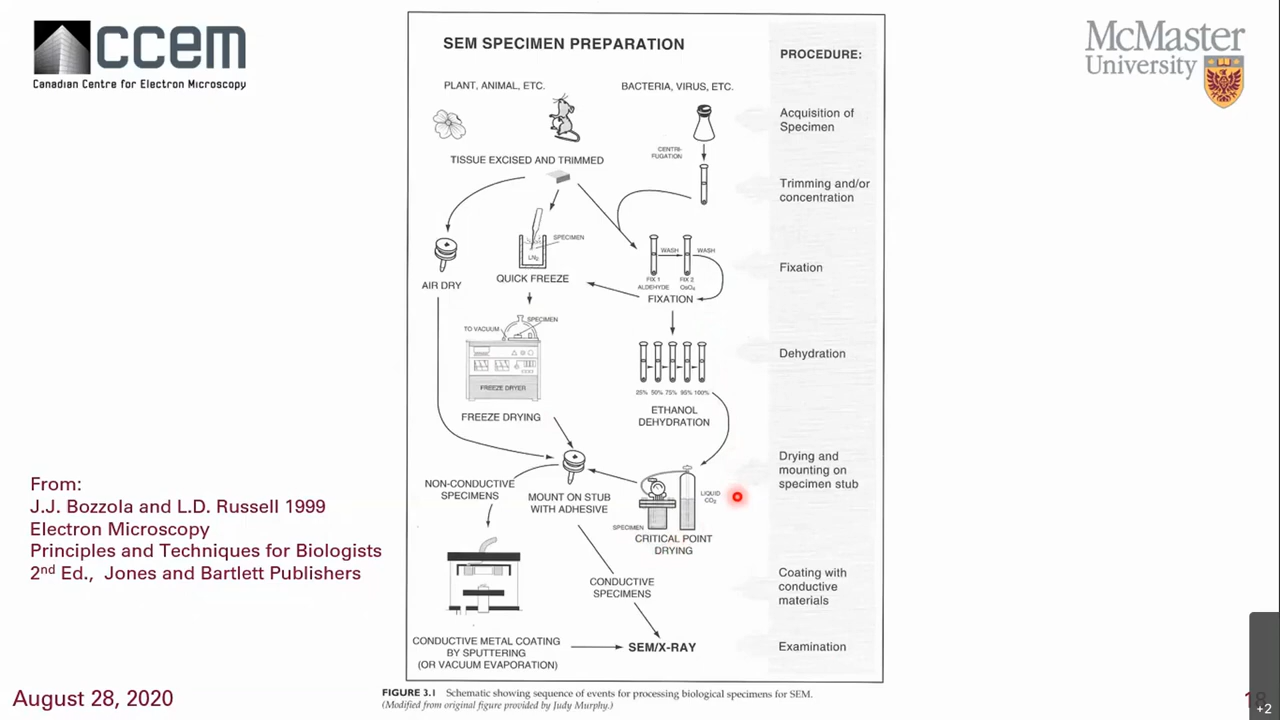 ccem
Canadian Centre for Electron Microscopy
McMaster
University
SEM SPECIMEN PREPARATION
PROCEDURE:
PLANT, ANIMAL, ETC.
BACTERIA, VIRUS, ETC.
Acquisition of
Specimen
CENTRI-
FUGATION
TISSUE EXCISED AND TRIMMED
Trimming and/or
concentration
SPECIMEN
LN2
WASH
WASH
FIX 1
ALDEHYDE
FIX 2
OsO4
Fixation
AIR DRY
QUICK FREEZE
FIXATION
TO VACUUM
SPECIMEN
FREEZE DRYER
25% 50% 75% 95% 100%
Dehydration
FREEZE DRYING
ETHANOL
DEHYDRATION
Drying and
mounting on
specimen stub
NON-CONDUCTIVE
SPECIMENS
MOUNT ON STUB
WITH ADHESIVE
LIQUID
CO2
SPECIMEN
CRITICAL POINT
DRYING
CONDUCTIVE
SPECIMENS
Coating with
conductive
materials
CONDUCTIVE METAL COATING
BY SPUTTERING
(OR VACUUM EVAPORATION)
SEM/X-RAY
Examination
From:
J.J. Bozzola and L.D. Russell 1999
Electron Microscopy
Principles and Techniques for Biologists
2nd Ed., Jones and Bartlett Publishers
FIGURE 3.1 Schematic showing sequence of events for processing biological specimens for SEM.
(Modified from original figure provided by Judy Murphy.)
August 28, 2020
18
+2